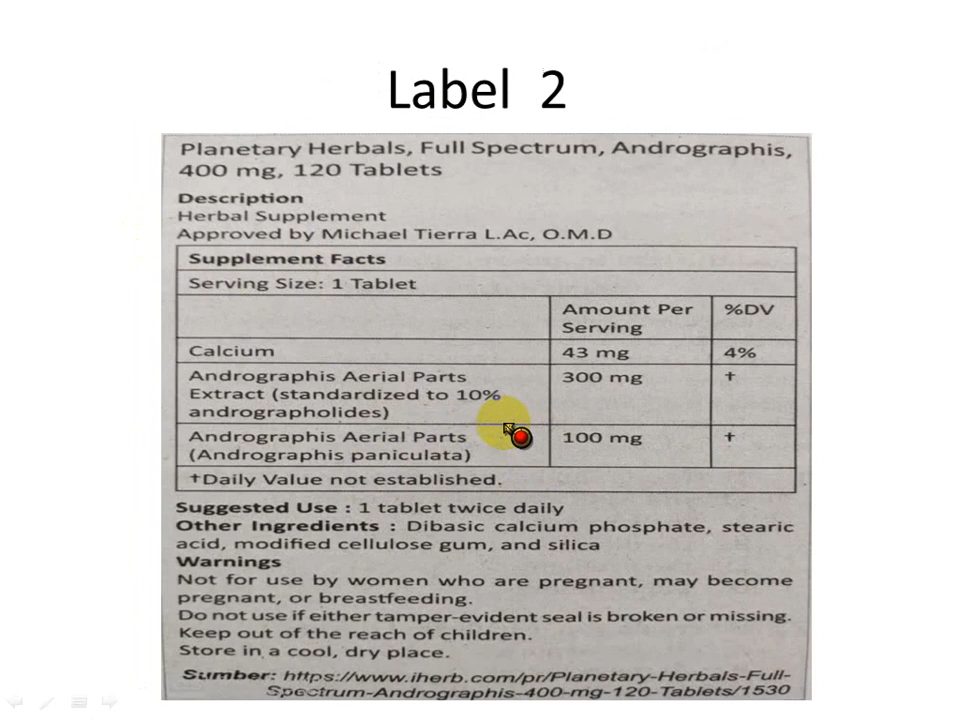 Label 2
Planetary Herbals, Full Spectrum, Andrographis,
400 mg, 120 Tablets
Description
Herbal Supplement
Approved by Michael Tierra L.Ac, O.M.D
Supplement Facts
Serving Size: 1 Tablet
Amount Per Serving %DV
Calcium 43 mg 4%
Andrographis Aerial Parts 300 mg †
Extract (standardized to 10%
andrographolides)
Andrographis Aerial Parts 100 mg †
(Andrographis paniculata)
†Daily Value not established.
Suggested Use : 1 tablet twice daily
Other Ingredients : Dibasic calcium phosphate, stearic
acid, modified cellulose gum, and silica
Warnings
Not for use by women who are pregnant, may become
pregnant, or breastfeeding.
Do not use if either tamper-evident seal is broken or missing.
Keep out of the reach of children.
Store in a cool, dry place.
Sumber: https://www.iherb.com/pr/Planetary-Herbals-Full-
Spectrum-Andrographis-400-mg-120-Tablets/1530